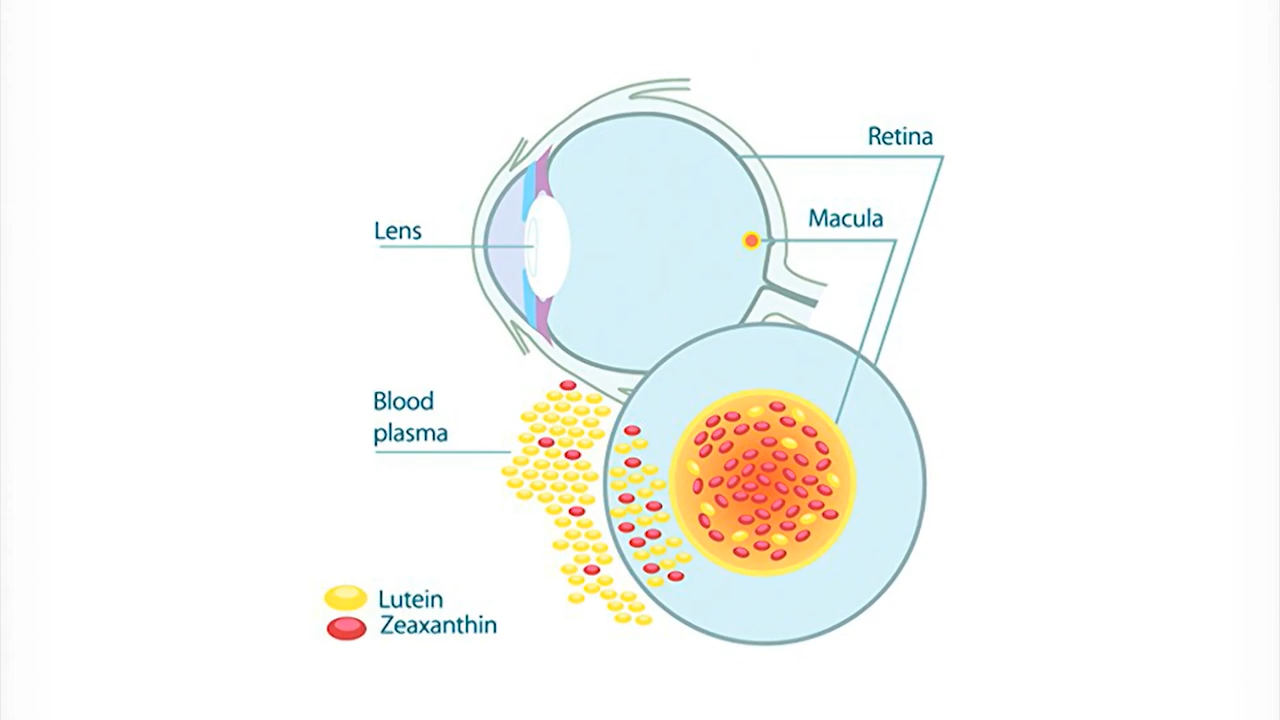 Retina
Macula
Lens
Blood
plasma
Lutein
Zeaxanthin